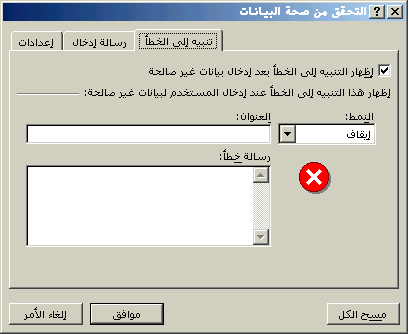 التحقق من صحة البيانات
إعدادات
رسالة إدخال
تنبيه إلى الخطأ
إظهار التنبيه إلى الخطأ بعد إدخال بيانات غير صالحة
إظهار هذا التنبيه إلى الخطأ عند إدخال المستخدم لبيانات غير صالحة:
النمط:
العنوان:
إيقاف
رسالة خطأ:
مسح الكل
موافق
إلغاء الأمر